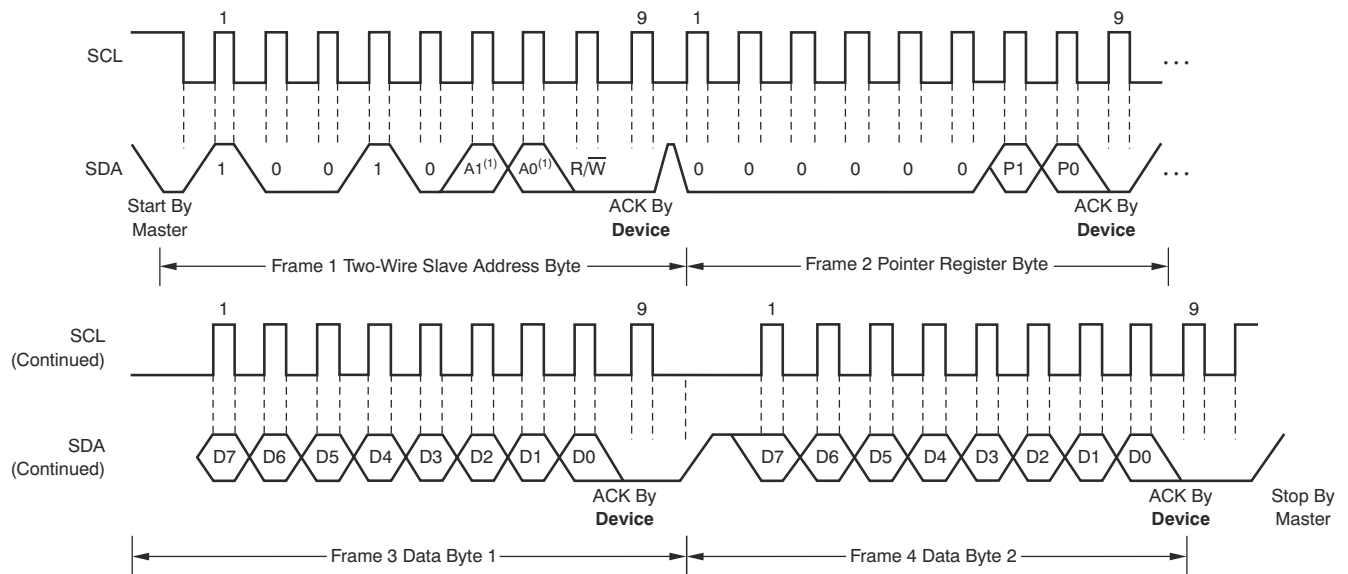 1 9 1 9
SCL ...
SDA 1 0 0 1 0 A1(1) A0(1) R/W̅ 0 0 0 0 0 0 P1 P0 ...
Start By Master
ACK By Device
ACK By Device
Frame 1 Two-Wire Slave Address Byte
Frame 2 Pointer Register Byte
1 9 1 9
SCL (Continued)
SDA (Continued) D7 D6 D5 D4 D3 D2 D1 D0 D7 D6 D5 D4 D3 D2 D1 D0
ACK By Device
ACK By Device
Stop By Master
Frame 3 Data Byte 1
Frame 4 Data Byte 2